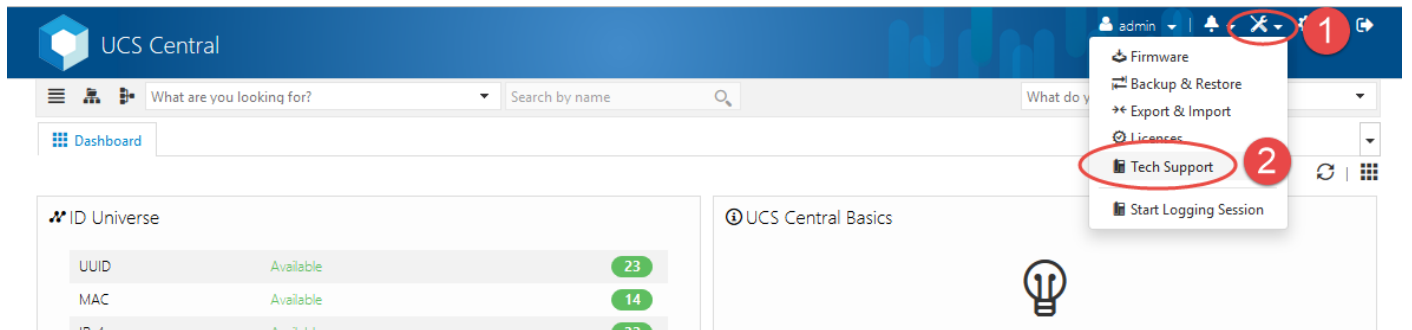 UCS Central
admin
1
Firmware
Backup & Restore
Export & Import
Licenses
Tech Support
2
Start Logging Session
What are you looking for?
Search by name
What do y
Dashboard
ID Universe
UUID Available 23
MAC Available 14
UCS Central Basics